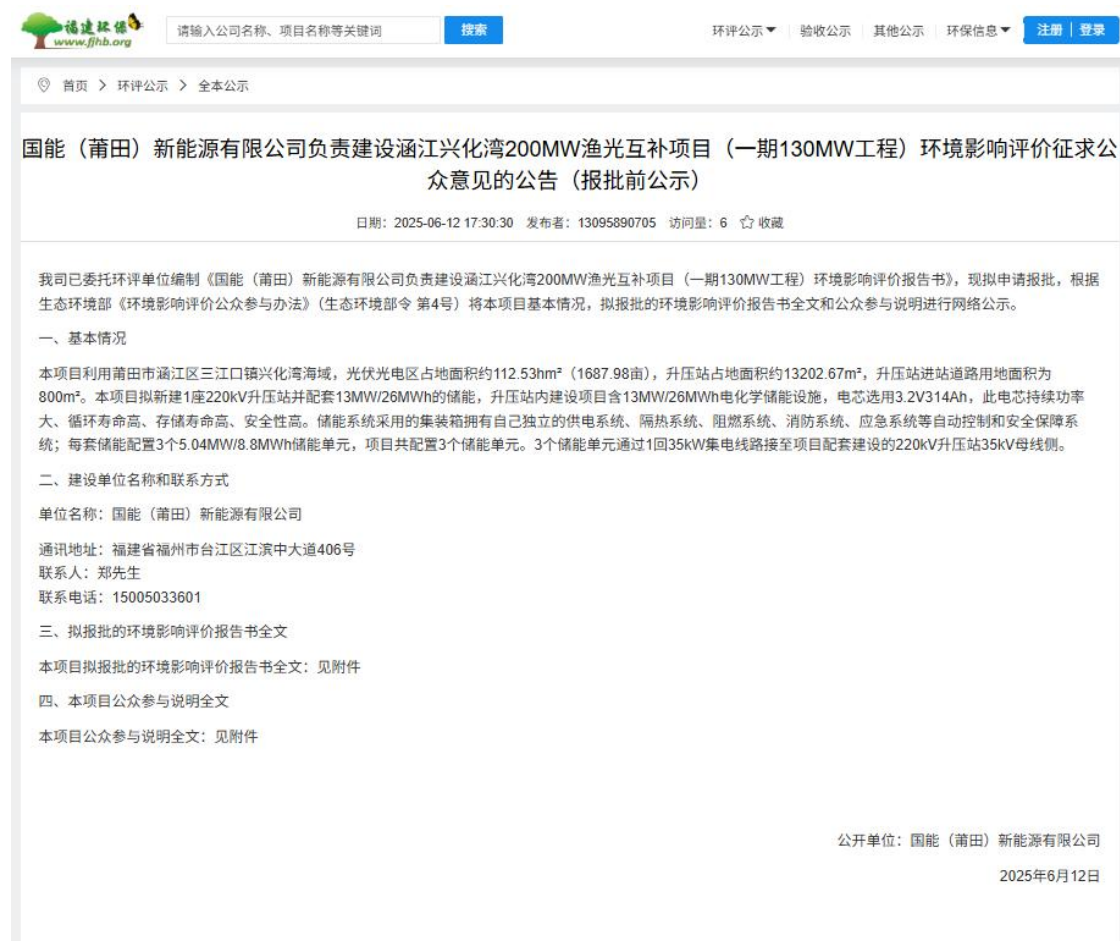 福建环保
www.fjhb.org
请输入公司名称、项目名称等关键词
搜索
环评公示
验收公示
其他公示
环保信息
注册
登录
首页 > 环评公示 > 全本公示
国能（莆田）新能源有限公司负责建设涵江兴化湾200MW渔光互补项目（一期130MW工程）环境影响评价征求公
众意见的公告（报批前公示）
日期：2025-06-12 17:30:30 发布者：13095890705 访问量：6 收藏
我司已委托环评单位编制《国能（莆田）新能源有限公司负责建设涵江兴化湾200MW渔光互补项目（一期130MW工程）环境影响评价报告书》，现拟申请报批，根据
生态环境部《环境影响评价公众参与办法》（生态环境部令 第4号）将本项目基本情况，拟报批的环境影响评价报告书全文和公众参与说明进行网络公示。
一、基本情况
本项目利用莆田市涵江区三江口镇兴化湾海域，光伏光电区占地面积约112.53hm²（1687.98亩），升压站占地面积约13202.67m²，升压站进站道路用地面积为
800m²。本项目拟新建1座220kV升压站并配套13MW/26MWh的储能，升压站内建设项目含13MW/26MWh电化学储能设施，电芯选用3.2V314Ah，此电芯持续功率
大、循环寿命高、存储寿命高、安全性高。储能系统采用的集装箱拥有自己独立的供电系统、隔热系统、阻燃系统、消防系统、应急系统等自动控制和安全保障系
统；每套储能配置3个5.04MW/8.8MWh储能单元，项目共配置3个储能单元。3个储能单元通过1回35kW集电线路接至项目配套建设的220kV升压站35kV母线侧。
二、建设单位名称和联系方式
单位名称：国能（莆田）新能源有限公司
通讯地址：福建省福州市台江区江滨中大道406号
联系人：郑先生
联系电话：15005033601
三、拟报批的环境影响评价报告书全文
本项目拟报批的环境影响评价报告书全文：见附件
四、本项目公众参与说明全文
本项目公众参与说明全文：见附件
公开单位：国能（莆田）新能源有限公司
2025年6月12日